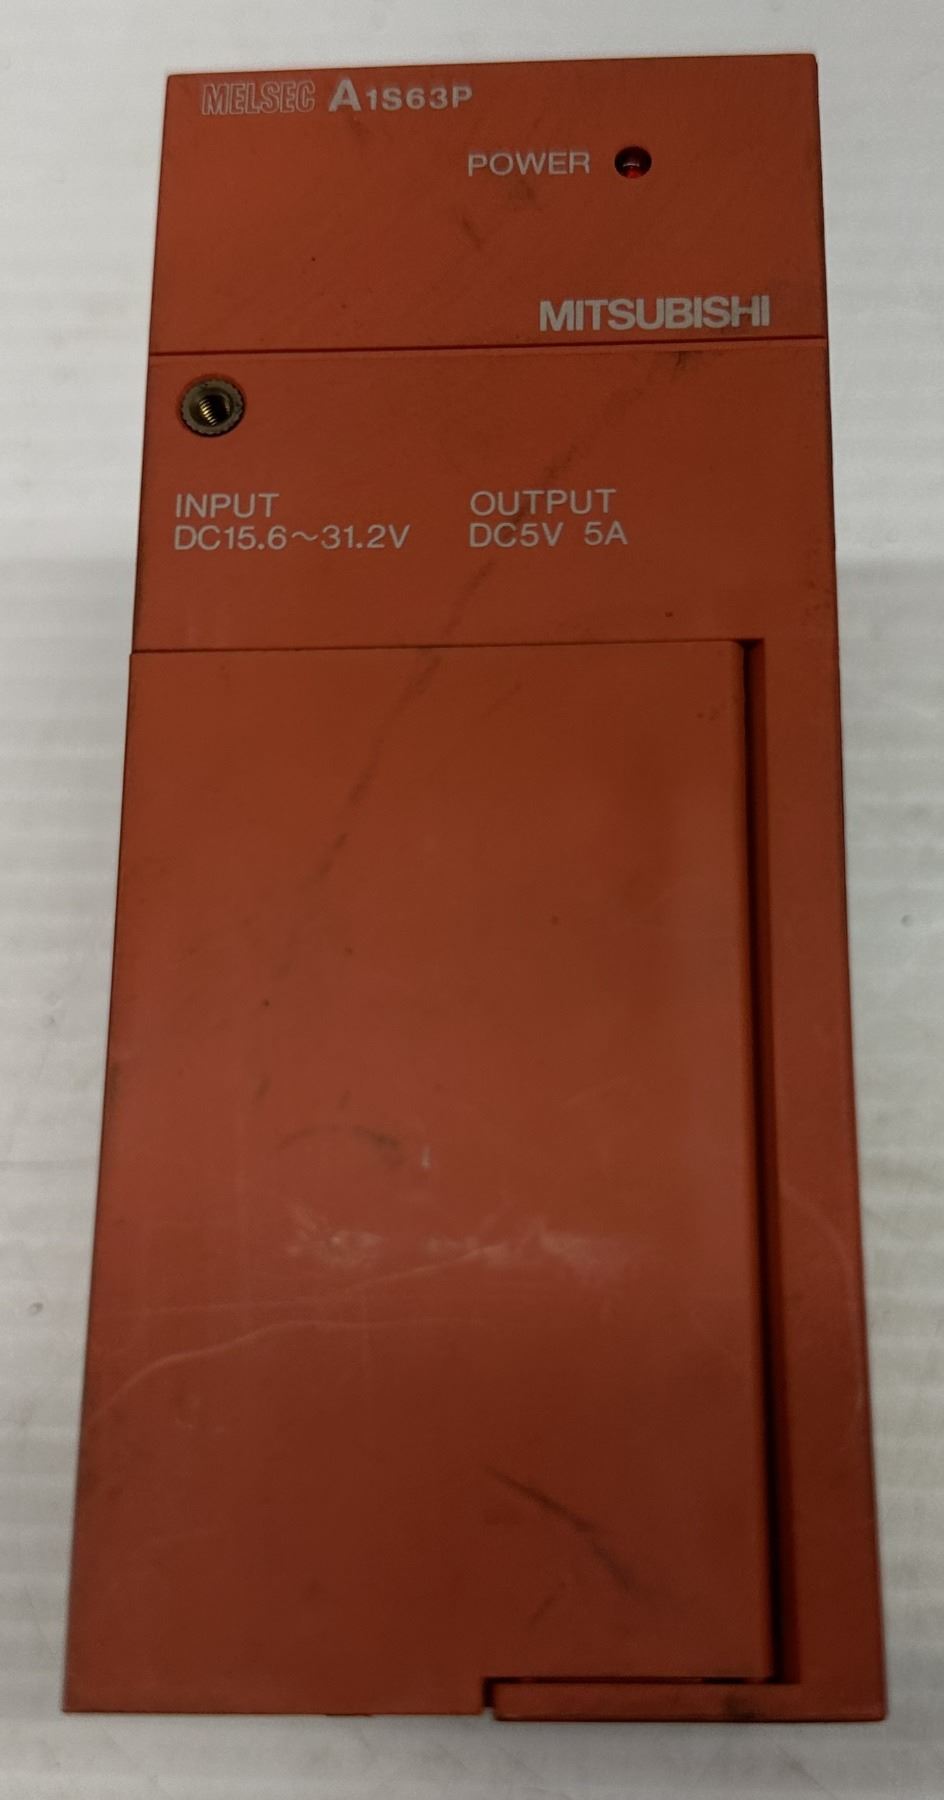 MELSEC A1S63P
POWER
MITSUBISHI
INPUT OUTPUT
DC15.6～31.2V DC5V 5A